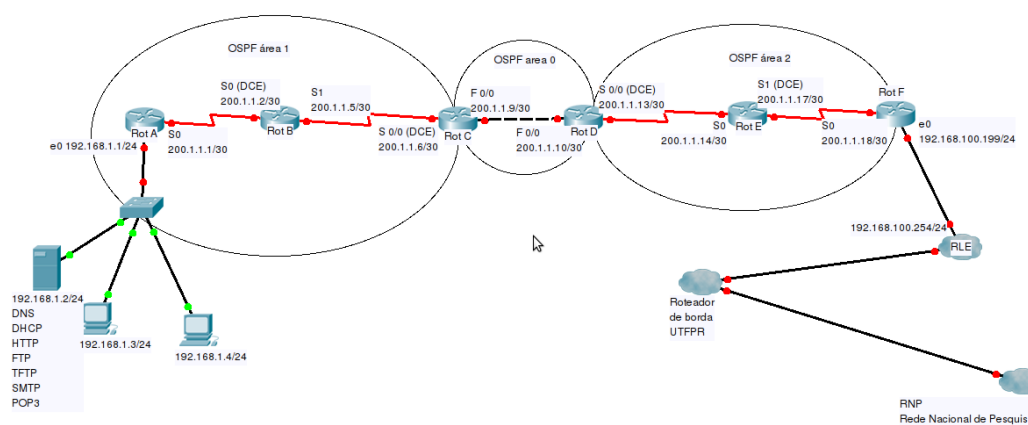 OSPF área 1
OSPF area 0
OSPF área 2
S0 (DCE)
200.1.1.2/30
S1
200.1.1.5/30
F 0/0
200.1.1.9/30
S 0/0 (DCE)
200.1.1.13/30
S1 (DCE)
200.1.1.17/30
Rot F
Rot A
S0
200.1.1.1/30
e0 192.168.1.1/24
Rot B
S 0/0 (DCE)
200.1.1.6/30
Rot C
F 0/0
200.1.1.10/30
Rot D
S0
200.1.1.14/30
Rot E
S0
200.1.1.18/30
e0
192.168.100.199/24
192.168.100.254/24
RLE
192.168.1.2/24
DNS
DHCP
HTTP
FTP
TFTP
SMTP
POP3
192.168.1.3/24
192.168.1.4/24
Roteador
de borda
UTFPR
RNP
Rede Nacional de Pesquis